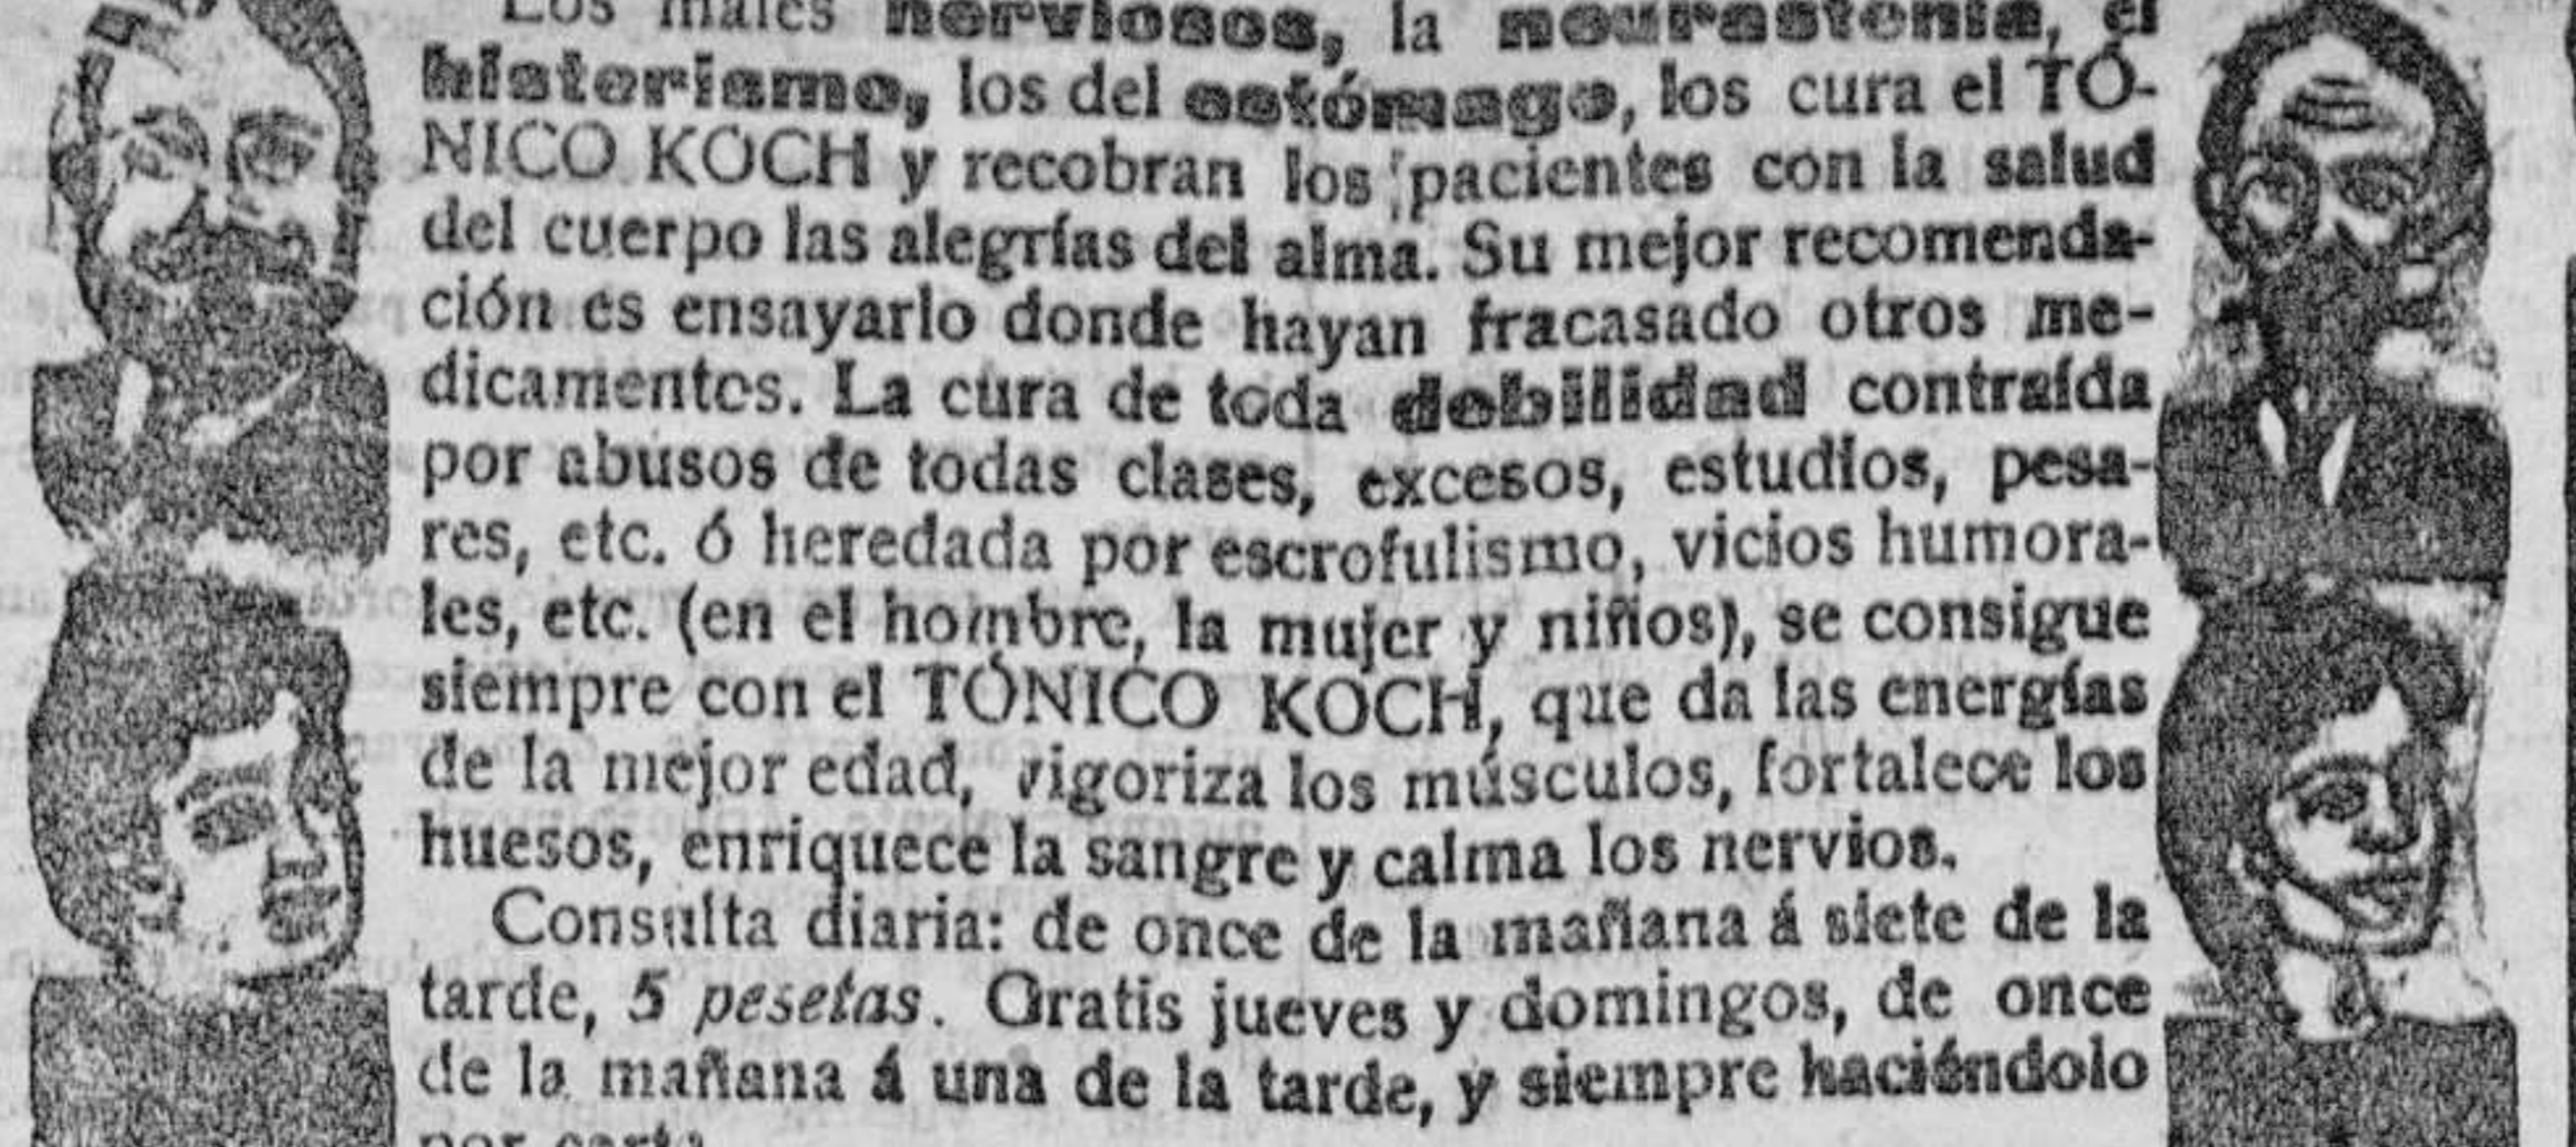 Los males nerviosos, la neurastenia, el
histerismo, los del estómago, los cura el TÓ-
NICO KOCH y recobran los pacientes con la salud
del cuerpo las alegrías del alma. Su mejor recomenda-
ción es ensayarlo donde hayan fracasado otros me-
dicamentos. La cura de toda debilidad contraída
por abusos de todas clases, excesos, estudios, pesa-
res, etc. ó heredada por escrofulismo, vicios humora-
les, etc. (en el hombre, la mujer y niños), se consigue
siempre con el TÓNICO KOCH, que da las energías
de la mejor edad, vigoriza los músculos, fortalece los
huesos, enriquece la sangre y calma los nervios.
Consulta diaria: de once de la mañana á siete de la
tarde, 5 pesetas. Gratis jueves y domingos, de once
de la mañana á una de la tarde, y siempre haciéndolo
por carta